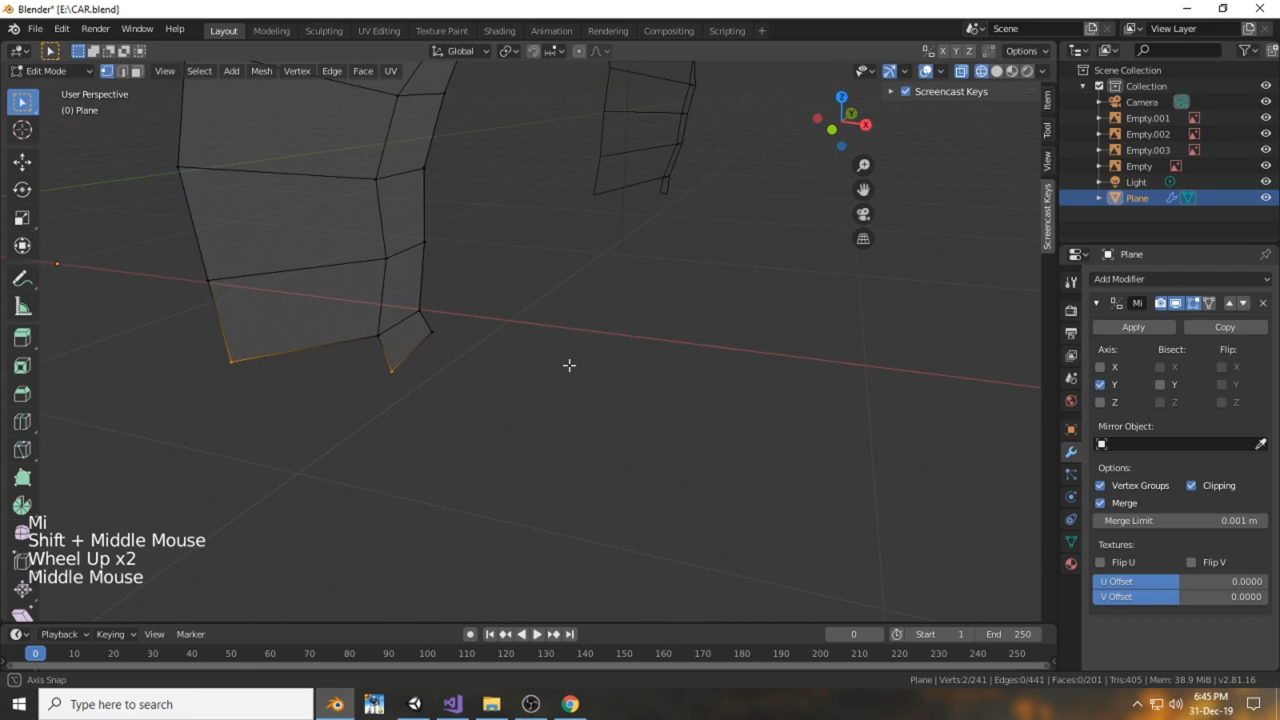 Blender* [E:\CAR.blend]
File Edit Render Window Help
Layout Modeling Sculpting UV Editing Texture Paint Shading Animation Rendering Compositing Scripting
Scene View Layer
Global X Y Z Options
Edit Mode View Select Add Mesh Vertex Edge Face UV
User Perspective
(0) Plane
Screencast Keys
Z
Y
X
Item
Tool
View
Screencast Keys
Scene Collection
Collection
Camera
Empty.001
Empty.002
Empty.003
Empty
Light
Plane
Plane
Add Modifier
Mi
Apply Copy
Axis: Bisect: Flip:
X X X
Y Y Y
Z Z Z
Mirror Object:
Options:
Vertex Groups Clipping
Merge
Merge Limit 0.001 m
Textures:
Flip U Flip V
U Offset 0.0000
V Offset 0.0000
Mi
Shift + Middle Mouse
Wheel Up x2
Middle Mouse
Playback Keying View Marker 0 Start 1 End 250
0 10 20 30 40 50 60 70 80 90 100 110 120 130 140 150 160 170 180 190 200 210 220 230 240 250
Axis Snap
Plane | Verts:2/241 | Edges:0/441 | Faces:0/201 | Tris:405 | Mem: 38.9 MiB | v2.81.16
Type here to search
6:45 PM
31-Dec-19